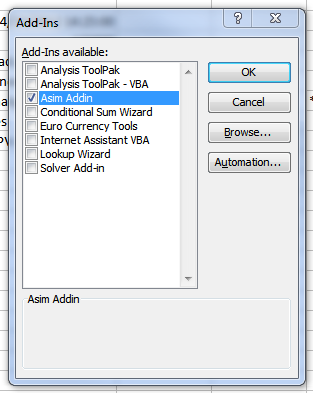 Add-Ins
Add-Ins available:
Analysis ToolPak
Analysis ToolPak - VBA
Asim Addin
Conditional Sum Wizard
Euro Currency Tools
Internet Assistant VBA
Lookup Wizard
Solver Add-in
OK
Cancel
Browse...
Automation...
Asim Addin